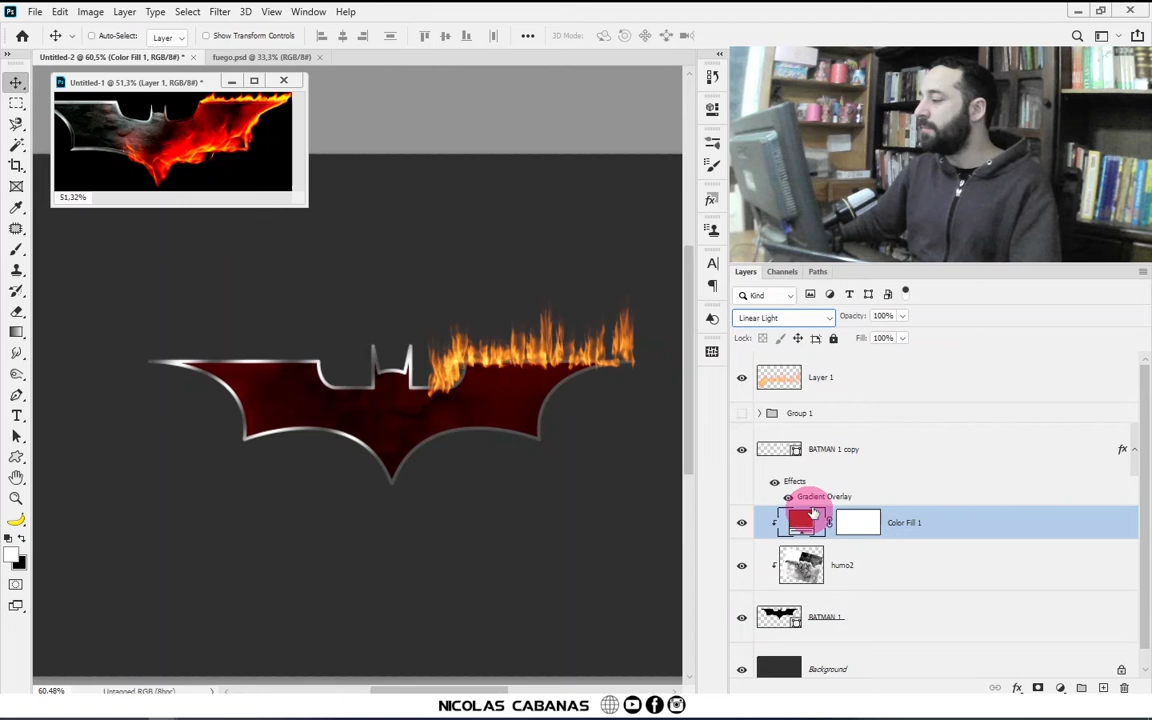 File Edit Image Layer Type Select Filter 3D View Window Help
Auto-Select: Layer Show Transform Controls 3D Mode:
Untitled-2 @ 60,5% (Color Fill 1, RGB/8#) * fuego.psd @ 33,3% (RGB/8#)
Untitled-1 @ 51,3% (Layer 1, RGB/8#) *
51,32%
Layers Channels Paths
Kind
Linear Light Opacity: 100%
Lock: Fill: 100%
Layer 1
Group 1
BATMAN 1 copy fx
Effects
Gradient Overlay
Color Fill 1
humo2
BATMAN 1
Background
60,48% Untagged RGB (8bpc)
NICOLAS CABANAS